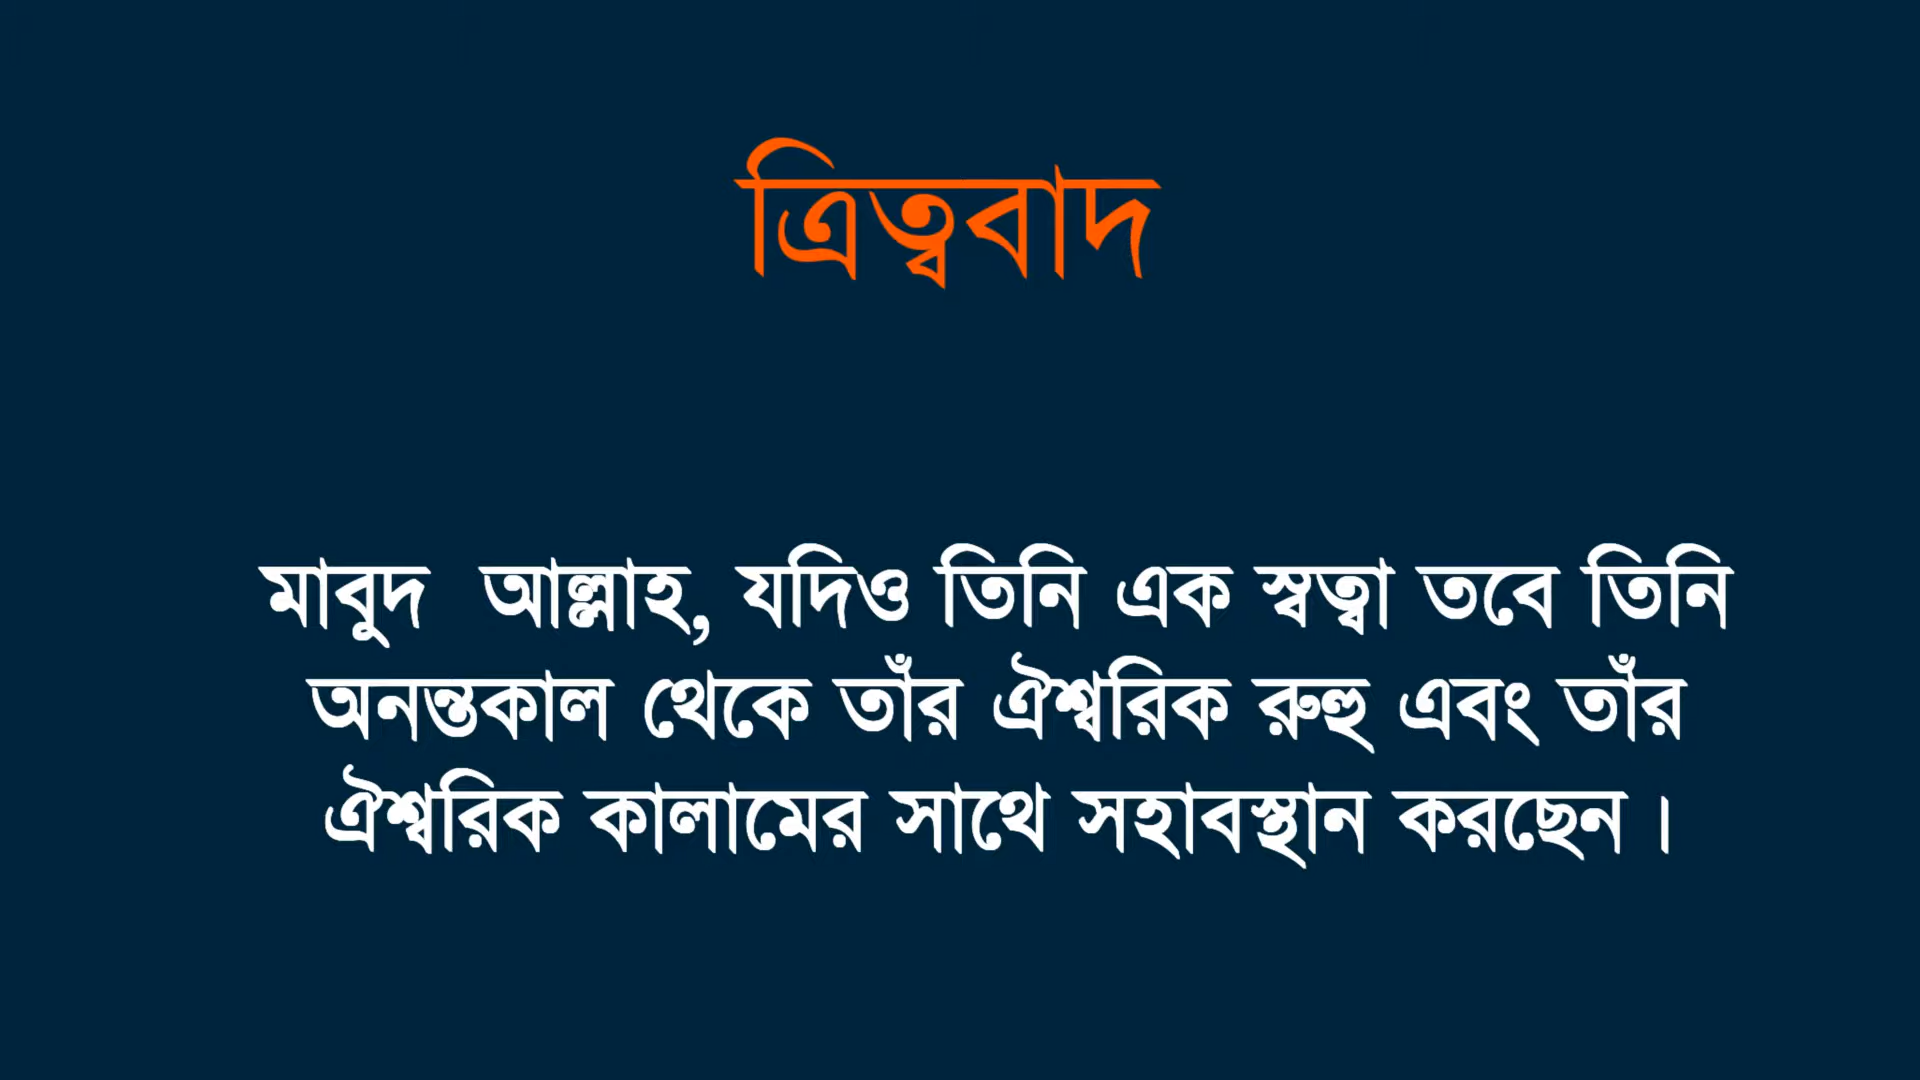 ত্রিত্ববাদ
মাবুদ আল্লাহ, যদিও তিনি এক স্বত্বা তবে তিনি
অনন্তকাল থেকে তাঁর ঐশ্বরিক রুহু এবং তাঁর
ঐশ্বরিক কালামের সাথে সহাবস্থান করছেন।